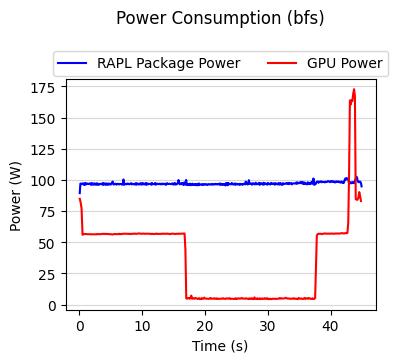 Power Consumption (bfs)
RAPL Package Power GPU Power
175
150
125
100
75
50
25
0
Power (W)
0 10 20 30 40
Time (s)